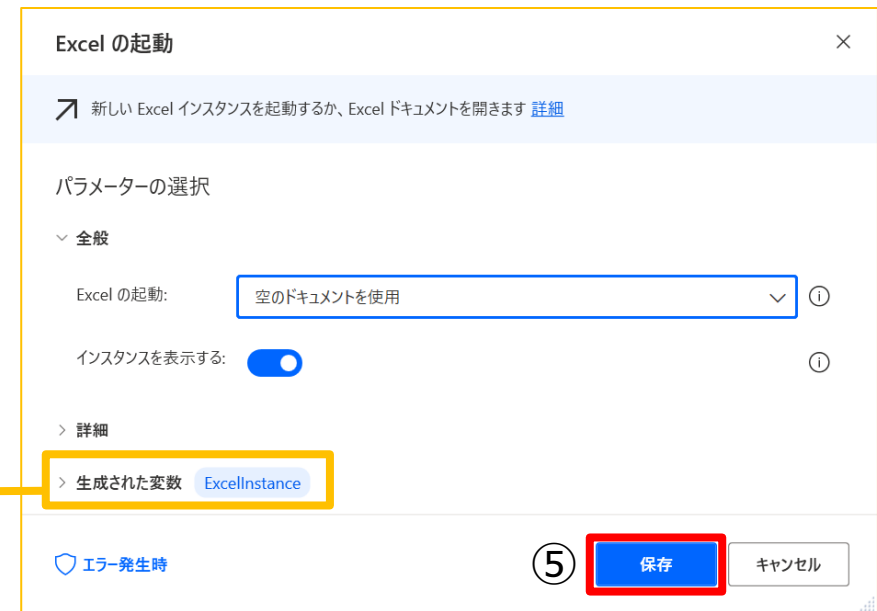 Excel の起動
新しい Excel インスタンスを起動するか、Excel ドキュメントを開きます 詳細
パラメーターの選択
全般
Excel の起動: 空のドキュメントを使用
インスタンスを表示する:
詳細
生成された変数 ExcelInstance
エラー発生時 ⑤ 保存 キャンセル